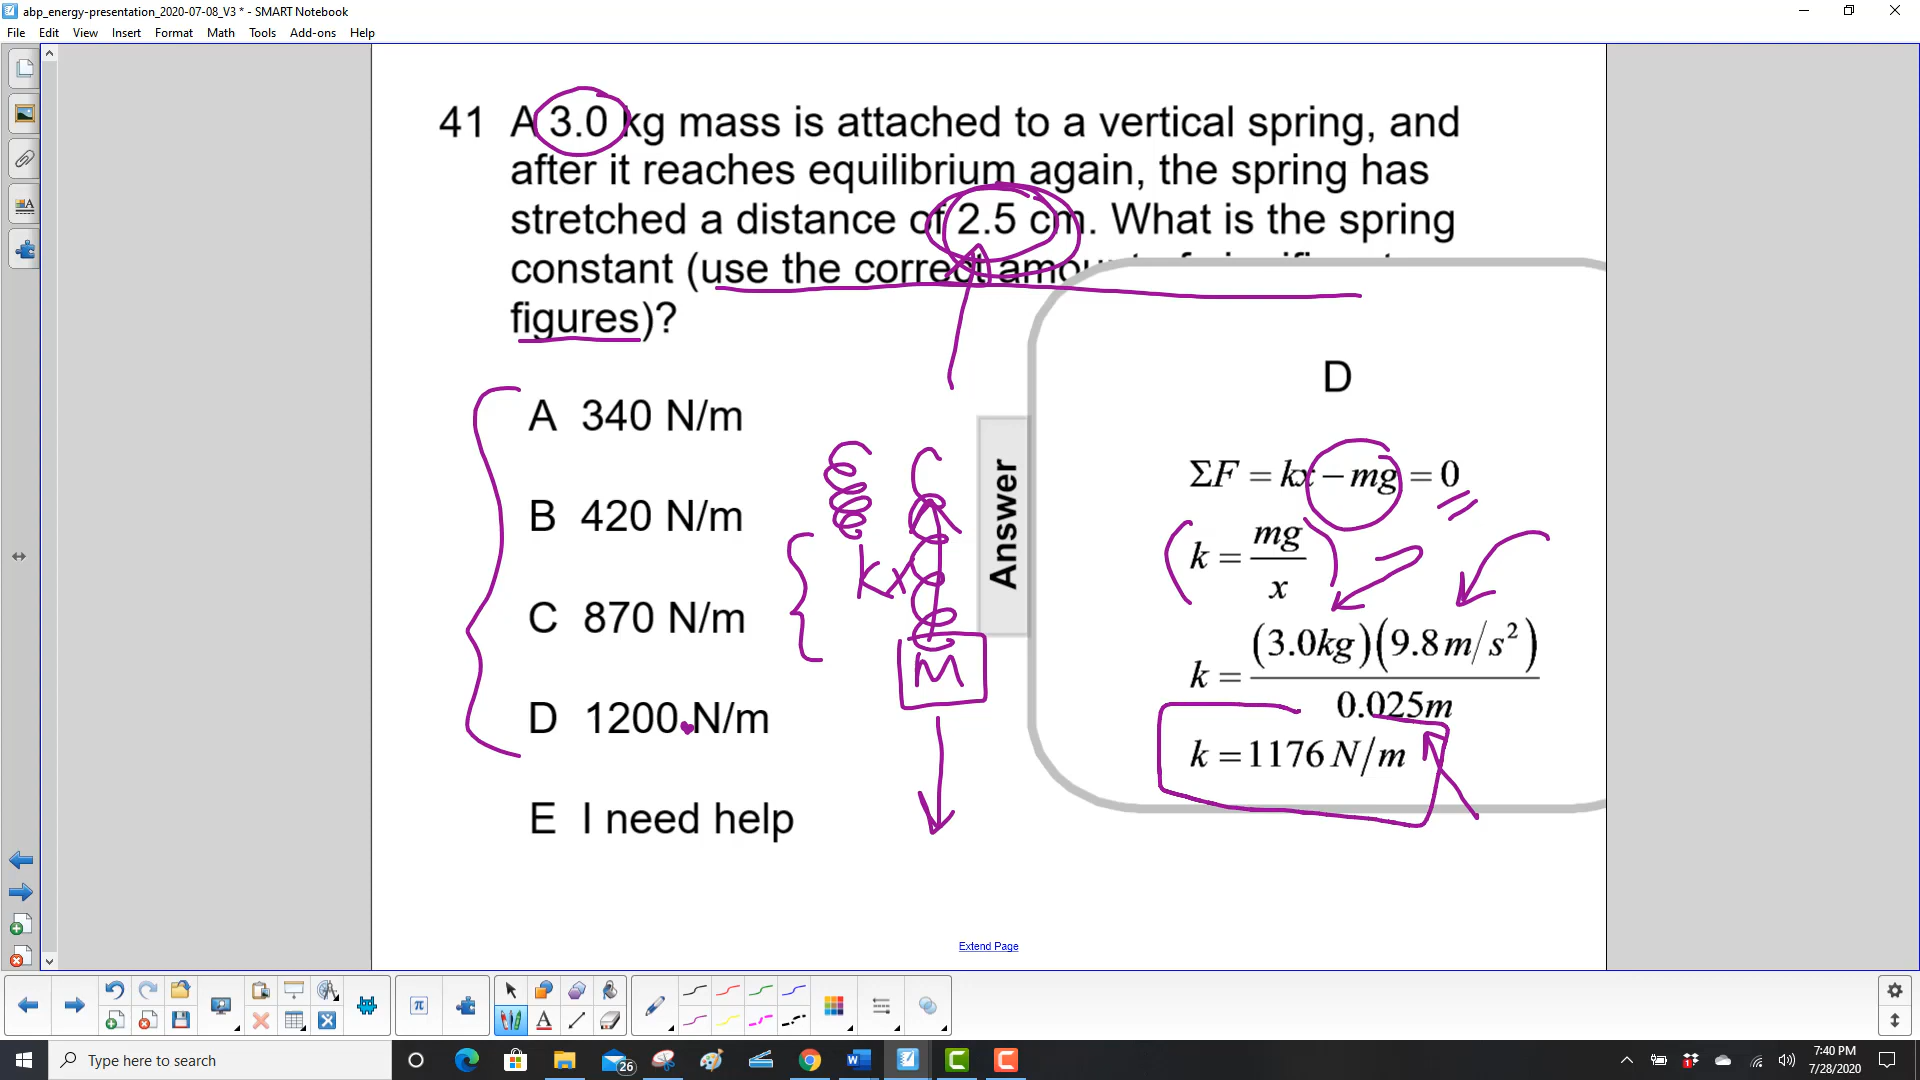 abp_energy-presentation_2020-07-08_V3 * - SMART Notebook
File Edit View Insert Format Math Tools Add-ons Help
41 A 3.0 kg mass is attached to a vertical spring, and
after it reaches equilibrium again, the spring has
stretched a distance of 2.5 cm. What is the spring
constant (use the correct amount of significant
figures)?
A 340 N/m
B 420 N/m
C 870 N/m
D 1200 N/m
E I need help
kx
M
Answer
D
ΣF = kx − mg = 0
k = mg/x
k = (3.0kg)(9.8m/s²)/0.025m
k = 1176 N/m
Extend Page
π
A
Type here to search
26
1
7:40 PM
7/28/2020